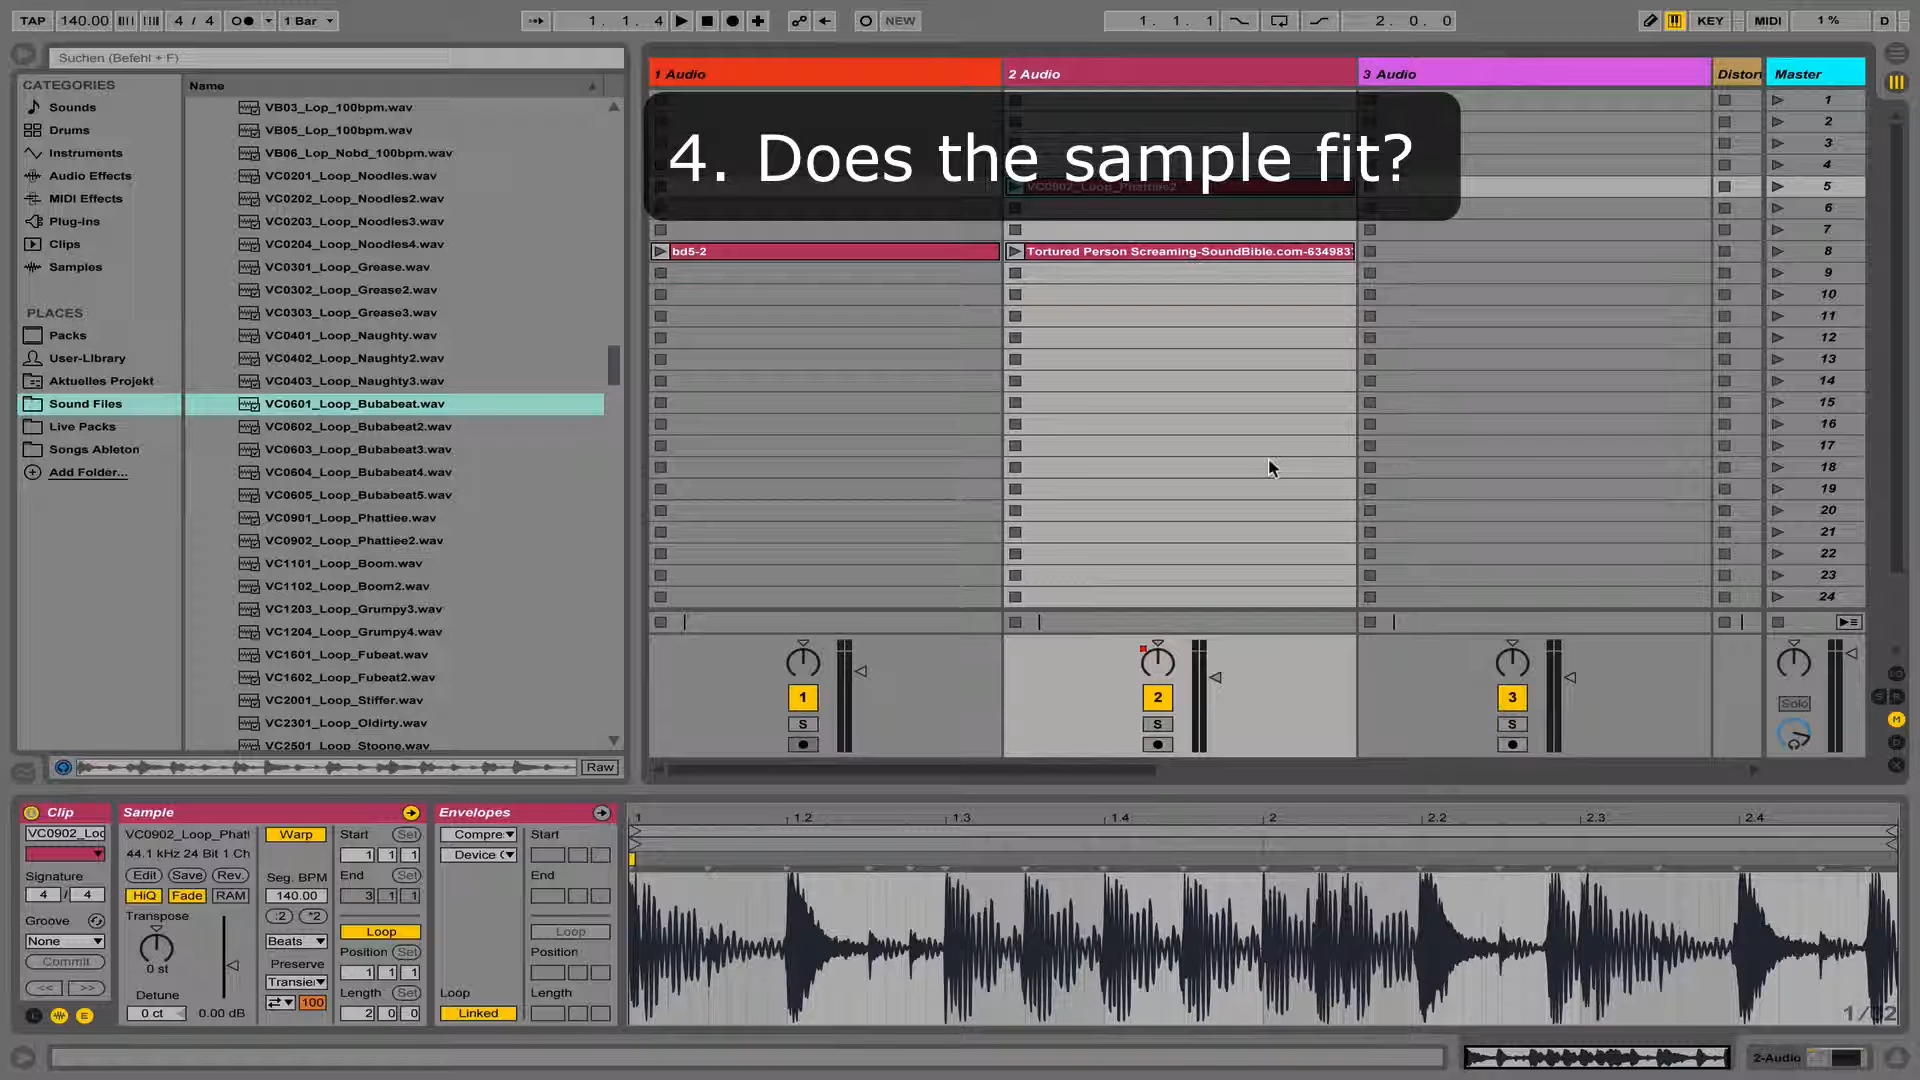 TAP 140.00 4 / 4 1 Bar 1. 1. 4 NEW 1. 1. 1 2. 0. 0 KEY MIDI 1 % D
Suchen (Befehl + F)
CATEGORIES
Sounds
Drums
Instruments
Audio Effects
MIDI Effects
Plug-Ins
Clips
Samples
PLACES
Packs
User-Library
Aktuelles Projekt
Sound Files
Live Packs
Songs Ableton
Add Folder...
Name
VB03_Lop_100bpm.wav
VB05_Lop_100bpm.wav
VB06_Lop_Nobd_100bpm.wav
VC0201_Loop_Noodles.wav
VC0202_Loop_Noodles2.wav
VC0203_Loop_Noodles3.wav
VC0204_Loop_Noodles4.wav
VC0301_Loop_Grease.wav
VC0302_Loop_Grease2.wav
VC0303_Loop_Grease3.wav
VC0401_Loop_Naughty.wav
VC0402_Loop_Naughty2.wav
VC0403_Loop_Naughty3.wav
VC0601_Loop_Bubabeat.wav
VC0602_Loop_Bubabeat2.wav
VC0603_Loop_Bubabeat3.wav
VC0604_Loop_Bubabeat4.wav
VC0605_Loop_Bubabeat5.wav
VC0901_Loop_Phattiee.wav
VC0902_Loop_Phattiee2.wav
VC1101_Loop_Boom.wav
VC1102_Loop_Boom2.wav
VC1203_Loop_Grumpy3.wav
VC1204_Loop_Grumpy4.wav
VC1601_Loop_Fubeat.wav
VC1602_Loop_Fubeat2.wav
VC2001_Loop_Stiffer.wav
VC2301_Loop_Oldirty.wav
VC2501_Loop_Stoone.wav
Raw
1 Audio 2 Audio 3 Audio Distor Master
4. Does the sample fit?
VC0902_Loop_Phattiee2
bd5-2 Tortured Person Screaming-SoundBible.com-634983
1
2
3
4
5
6
7
8
9
10
11
12
13
14
15
16
17
18
19
20
21
22
23
24
1 2 3
S S S Solo
S R
M
D
Clip
VC0902_Loo
Signature
4 / 4
Groove
None
Commit
<< >>
L E
Sample
VC0902_Loop_Phat
44.1 kHz 24 Bit 1 Ch
Edit Save Rev.
HiQ Fade RAM
Transpose
0 st
Detune
0 ct 0.00 dB
Warp
Seg. BPM
140.00
:2 *2
Beats
Preserve
Transie
100
Start Set
1 1 1
End Set
3 1 1
Loop
Position Set
1 1 1
Length Set
2 0 0
Envelopes
Compre
Device C
Loop
Linked
Start
End
Loop
Position
Length
1 1.2 1.3 1.4 2 2.2 2.3 2.4
1/32
2-Audio